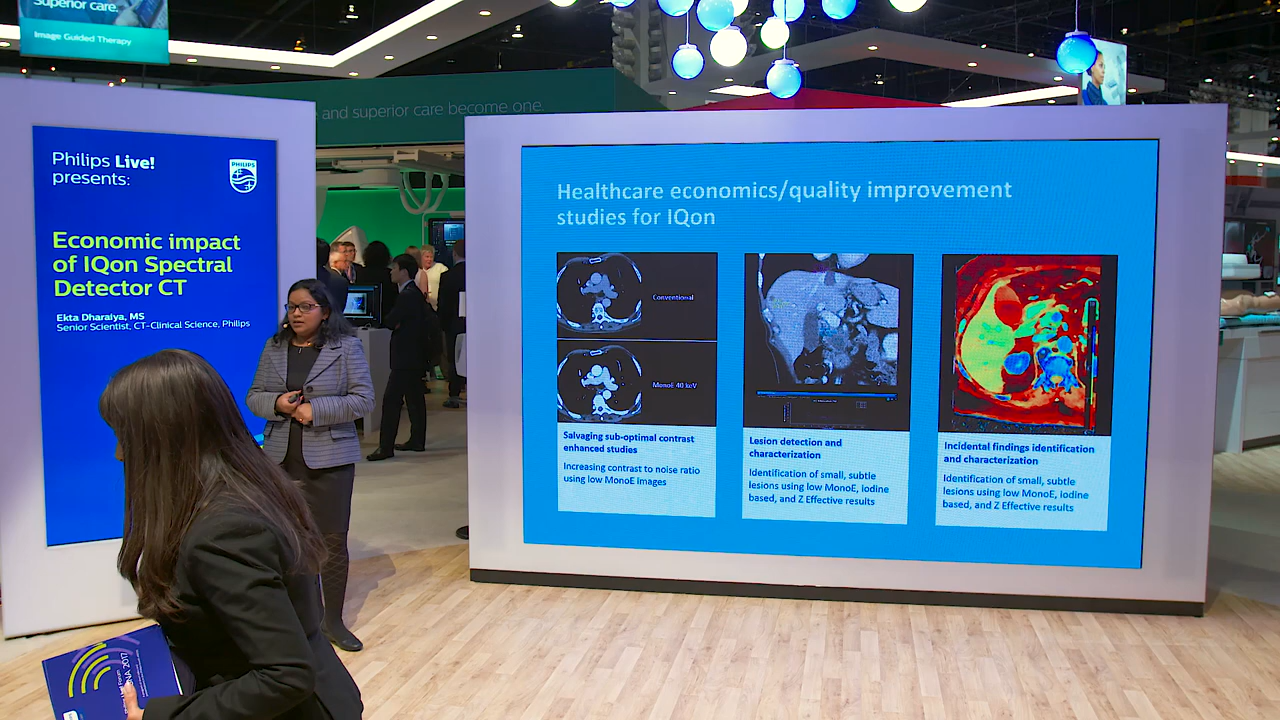 Superior care.
Image Guided Therapy
and superior care become one.
Philips Live!
presents:
PHILIPS
Economic impact
of IQon Spectral
Detector CT
Ekta Dharaiya, MS
Senior Scientist, CT-Clinical Science, Philips
Healthcare economics/quality improvement
studies for IQon
Conventional
MonoE 40 keV
Salvaging sub-optimal contrast
enhanced studies
Increasing contrast to noise ratio
using low MonoE images
Lesion detection and
characterization
Identification of small, subtle
lesions using low MonoE, iodine
based, and Z Effective results
Incidental findings identification
and characterization
Identification of small, subtle
lesions using low MonoE, iodine
based, and Z Effective results
2017